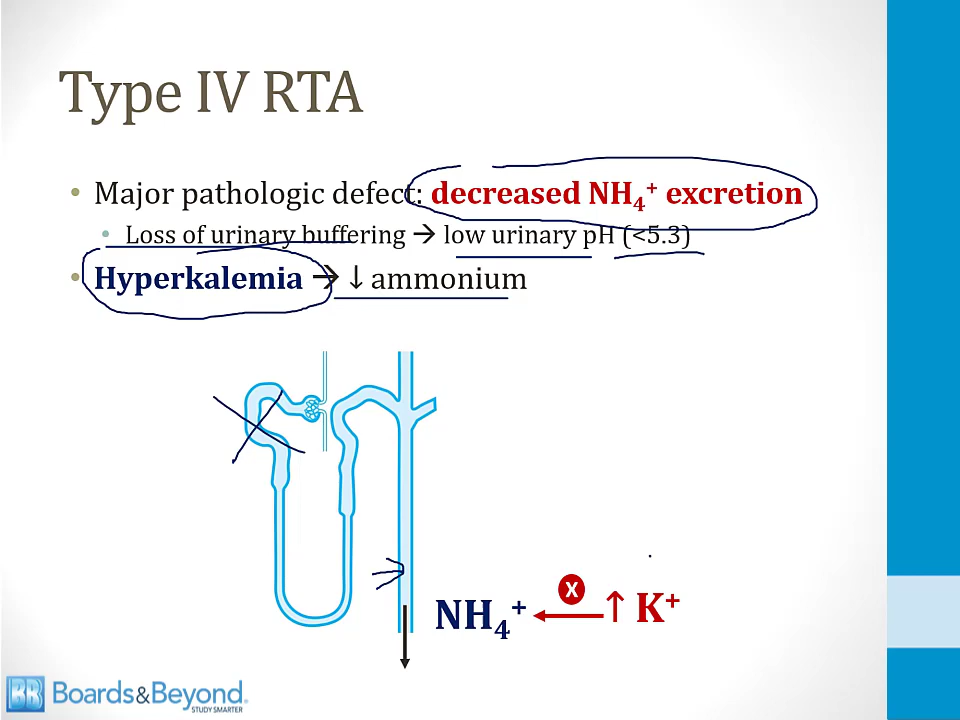 Type IV RTA
• Major pathologic defect: decreased NH₄⁺ excretion
• Loss of urinary buffering → low urinary pH (<5.3)
• Hyperkalemia → ↓ ammonium
X
NH₄⁺ ← ↑ K⁺
BB Boards&Beyond.
STUDY SMARTER